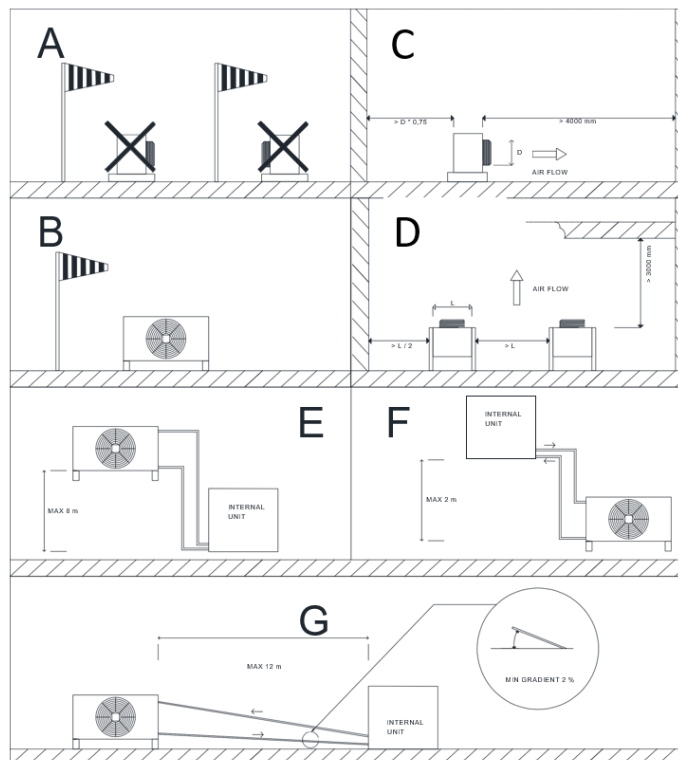 A
C
> D * 0,75
> 4000 mm
D
AIR FLOW
B
D
L
AIR FLOW
> 3000 mm
> L / 2
> L
E
F
INTERNAL
UNIT
MAX 8 m
INTERNAL
UNIT
MAX 2 m
G
MAX 12 m
MIN GRADIENT 2 %
INTERNAL
UNIT